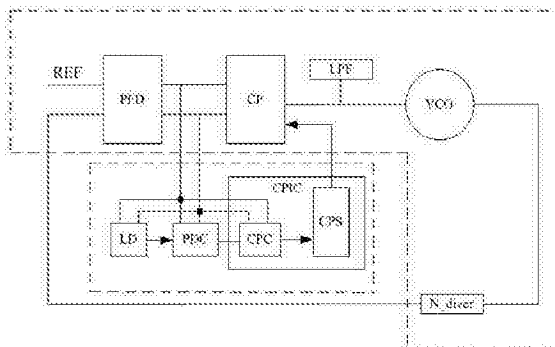 REF
PFD
CP
LPF
VCO
CPIC
CPS
LD
PDC
CPC
N_diver